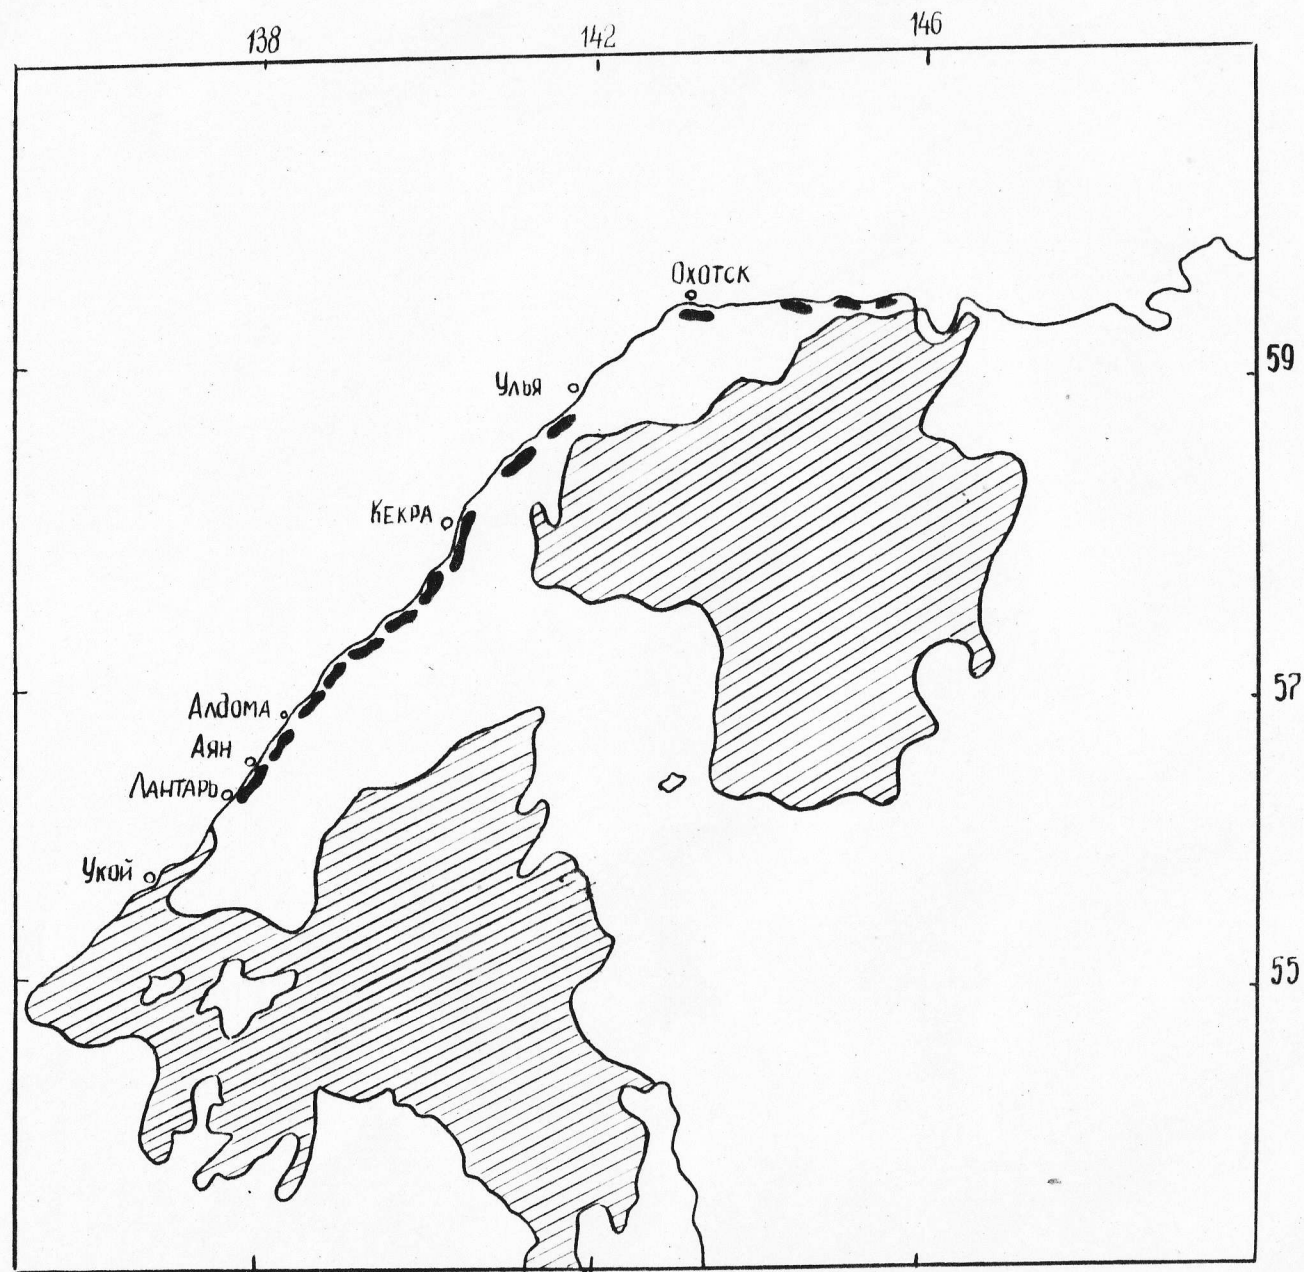 138 142 146
Охотск
59
Улья
Кекра
57
Алдома
Аян
Лантарь
Укой
55